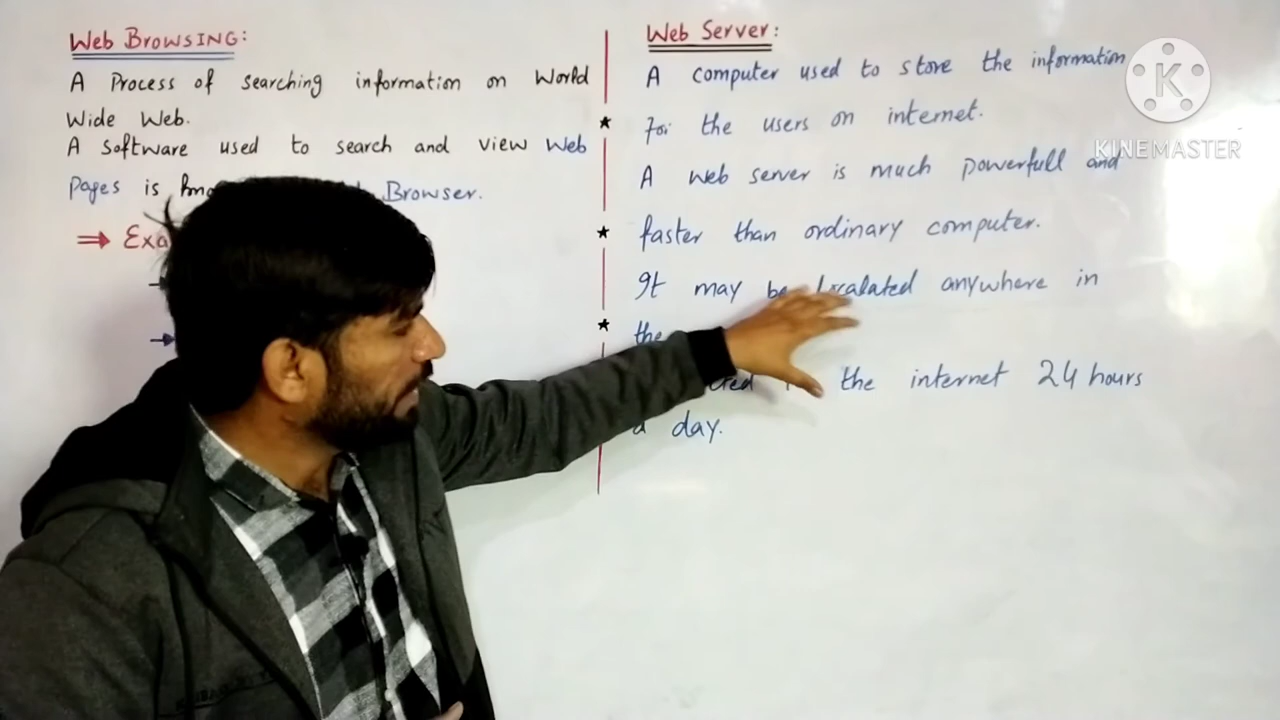 Web Browsing:
A Process of searching information on World
Wide Web.
A software used to search and view Web
Pages is Browser.
⇒
→
→
Web Server:
A computer used to store the information
★ For the users on internet.
A web server is much powerfull and
★ faster than ordinary computer.
It may be Localated anywhere in
★ the
the internet 24 hours
a day.
K
KINEMASTER